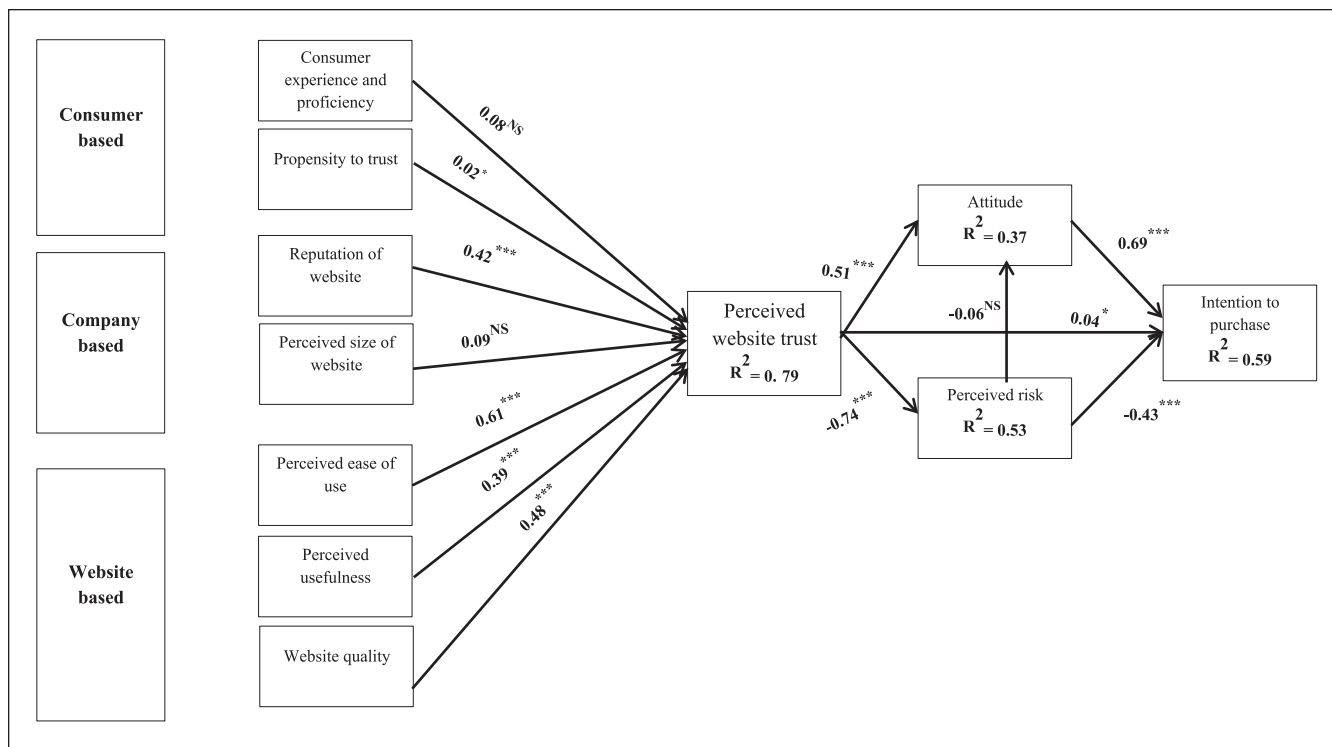 Consumer
based
Company
based
Website
based
Consumer
experience and
proficiency
Propensity to trust
Reputation of
website
Perceived size of
website
Perceived ease of
use
Perceived
usefulness
Website quality
0.08 NS
0.02 *
0.42 ***
0.09 NS
0.61 ***
0.39 ***
0.48 ***
Perceived
website trust
R2 = 0. 79
0.51 ***
-0.74 ***
Attitude
R2 = 0.37
-0.06 NS
0.04 *
Perceived risk
R2 = 0.53
0.69 ***
-0.43 ***
Intention to
purchase
R2 = 0.59